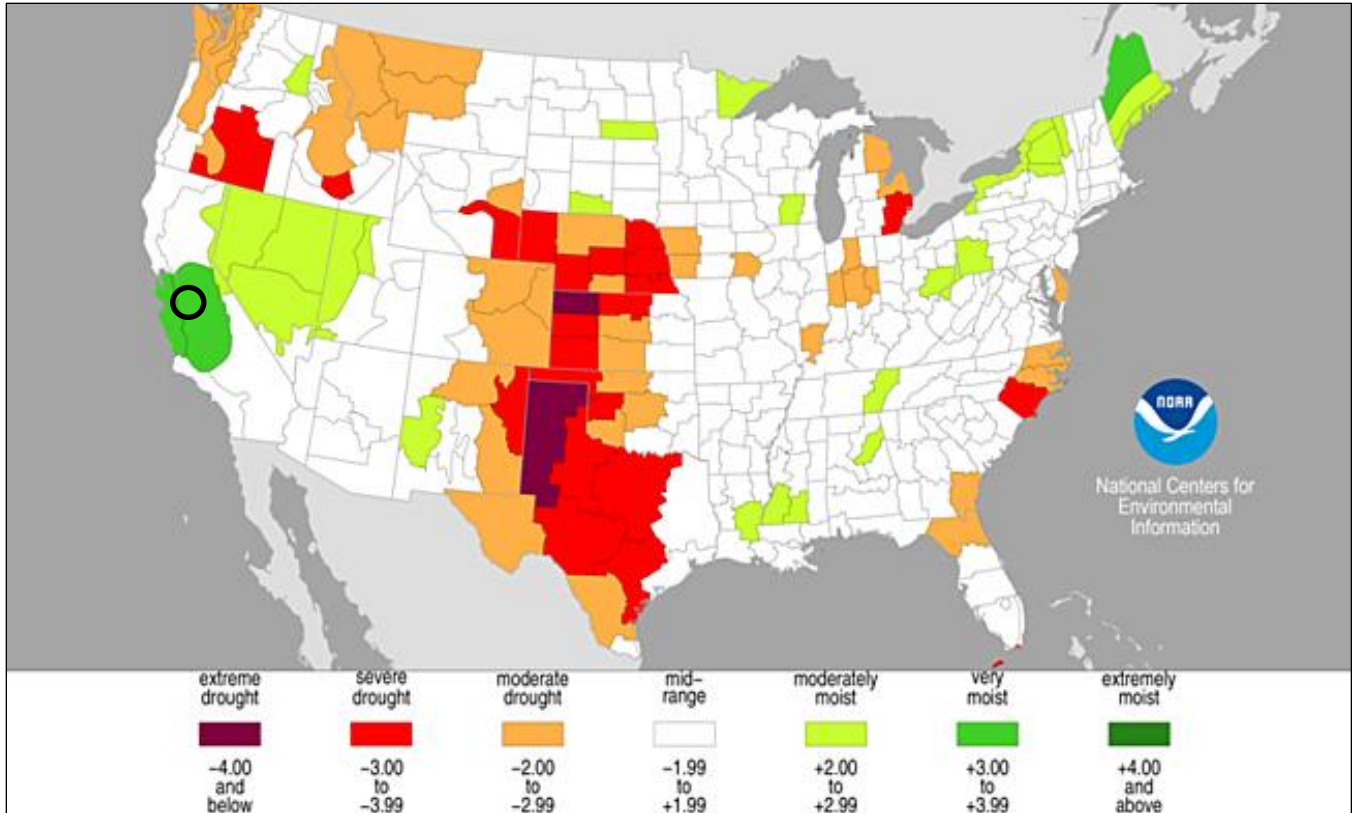 NOAA
National Centers for
Environmental
Information
extreme
drought
severe
drought
moderate
drought
mid–
range
moderately
moist
very
moist
extremely
moist
−4.00
and
below
−3.00
to
−3.99
−2.00
to
−2.99
−1.99
to
+1.99
+2.00
to
+2.99
+3.00
to
+3.99
+4.00
and
above